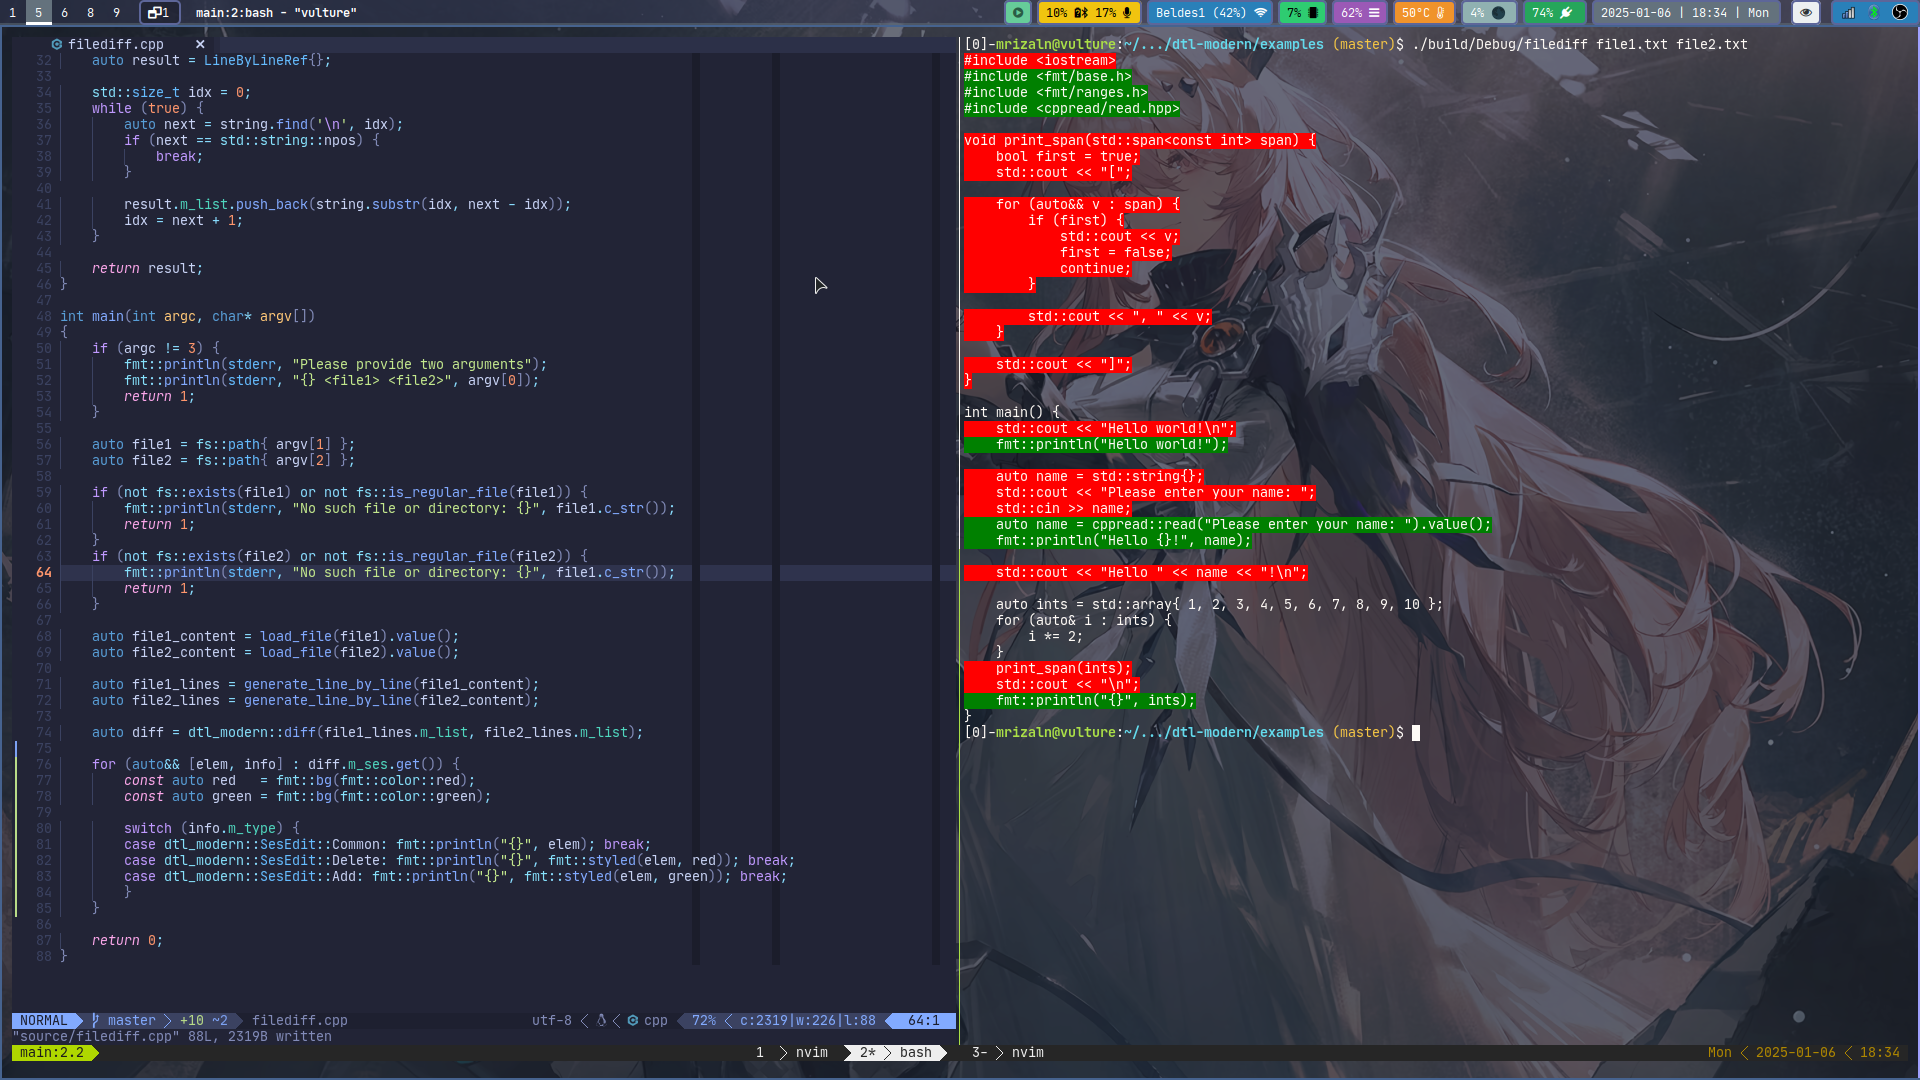 1 5 6 8 9 1 main:2:bash - "vulture" 10% 17% Beldes1 (42%) 7% 62% 50°C 4% 74% 2025-01-06 | 18:34 | Mon
filediff.cpp ×
32 auto result = LineByLineRef{};
33
34 std::size_t idx = 0;
35 while (true) {
36 auto next = string.find('\n', idx);
37 if (next == std::string::npos) {
38 break;
39 }
40
41 result.m_list.push_back(string.substr(idx, next - idx));
42 idx = next + 1;
43 }
44
45 return result;
46 }
47
48 int main(int argc, char* argv[])
49 {
50 if (argc != 3) {
51 fmt::println(stderr, "Please provide two arguments");
52 fmt::println(stderr, "{} <file1> <file2>", argv[0]);
53 return 1;
54 }
55
56 auto file1 = fs::path{ argv[1] };
57 auto file2 = fs::path{ argv[2] };
58
59 if (not fs::exists(file1) or not fs::is_regular_file(file1)) {
60 fmt::println(stderr, "No such file or directory: {}", file1.c_str());
61 return 1;
62 }
63 if (not fs::exists(file2) or not fs::is_regular_file(file2)) {
64 fmt::println(stderr, "No such file or directory: {}", file1.c_str());
65 return 1;
66 }
67
68 auto file1_content = load_file(file1).value();
69 auto file2_content = load_file(file2).value();
70
71 auto file1_lines = generate_line_by_line(file1_content);
72 auto file2_lines = generate_line_by_line(file2_content);
73
74 auto diff = dtl_modern::diff(file1_lines.m_list, file2_lines.m_list);
75
76 for (auto&& [elem, info] : diff.m_ses.get()) {
77 const auto red   = fmt::bg(fmt::color::red);
78 const auto green = fmt::bg(fmt::color::green);
79
80 switch (info.m_type) {
81 case dtl_modern::SesEdit::Common: fmt::println("{}", elem); break;
82 case dtl_modern::SesEdit::Delete: fmt::println("{}", fmt::styled(elem, red)); break;
83 case dtl_modern::SesEdit::Add: fmt::println("{}", fmt::styled(elem, green)); break;
84 }
85 }
86
87 return 0;
88 }
NORMAL master +10 ~2 filediff.cpp utf-8 cpp 72% c:2319|w:226|l:88 64:1
"source/filediff.cpp" 88L, 2319B written
[0]-mrizaln@vulture:~/.../dtl-modern/examples (master)$ ./build/Debug/filediff file1.txt file2.txt
#include <iostream>
#include <fmt/base.h>
#include <fmt/ranges.h>
#include <cppread/read.hpp>
void print_span(std::span<const int> span) {
bool first = true;
std::cout << "[";
for (auto&& v : span) {
if (first) {
std::cout << v;
first = false;
continue;
}
std::cout << ", " << v;
}
std::cout << "]";
}
int main() {
std::cout << "Hello world!\n";
fmt::println("Hello world!");
auto name = std::string{};
std::cout << "Please enter your name: ";
std::cin >> name;
auto name = cppread::read("Please enter your name: ").value();
fmt::println("Hello {}!", name);
std::cout << "Hello " << name << "!\n";
auto ints = std::array{ 1, 2, 3, 4, 5, 6, 7, 8, 9, 10 };
for (auto& i : ints) {
i *= 2;
}
print_span(ints);
std::cout << "\n";
fmt::println("{}", ints);
}
[0]-mrizaln@vulture:~/.../dtl-modern/examples (master)$
main:2.2 1 nvim 2* bash 3- nvim Mon 2025-01-06 18:34